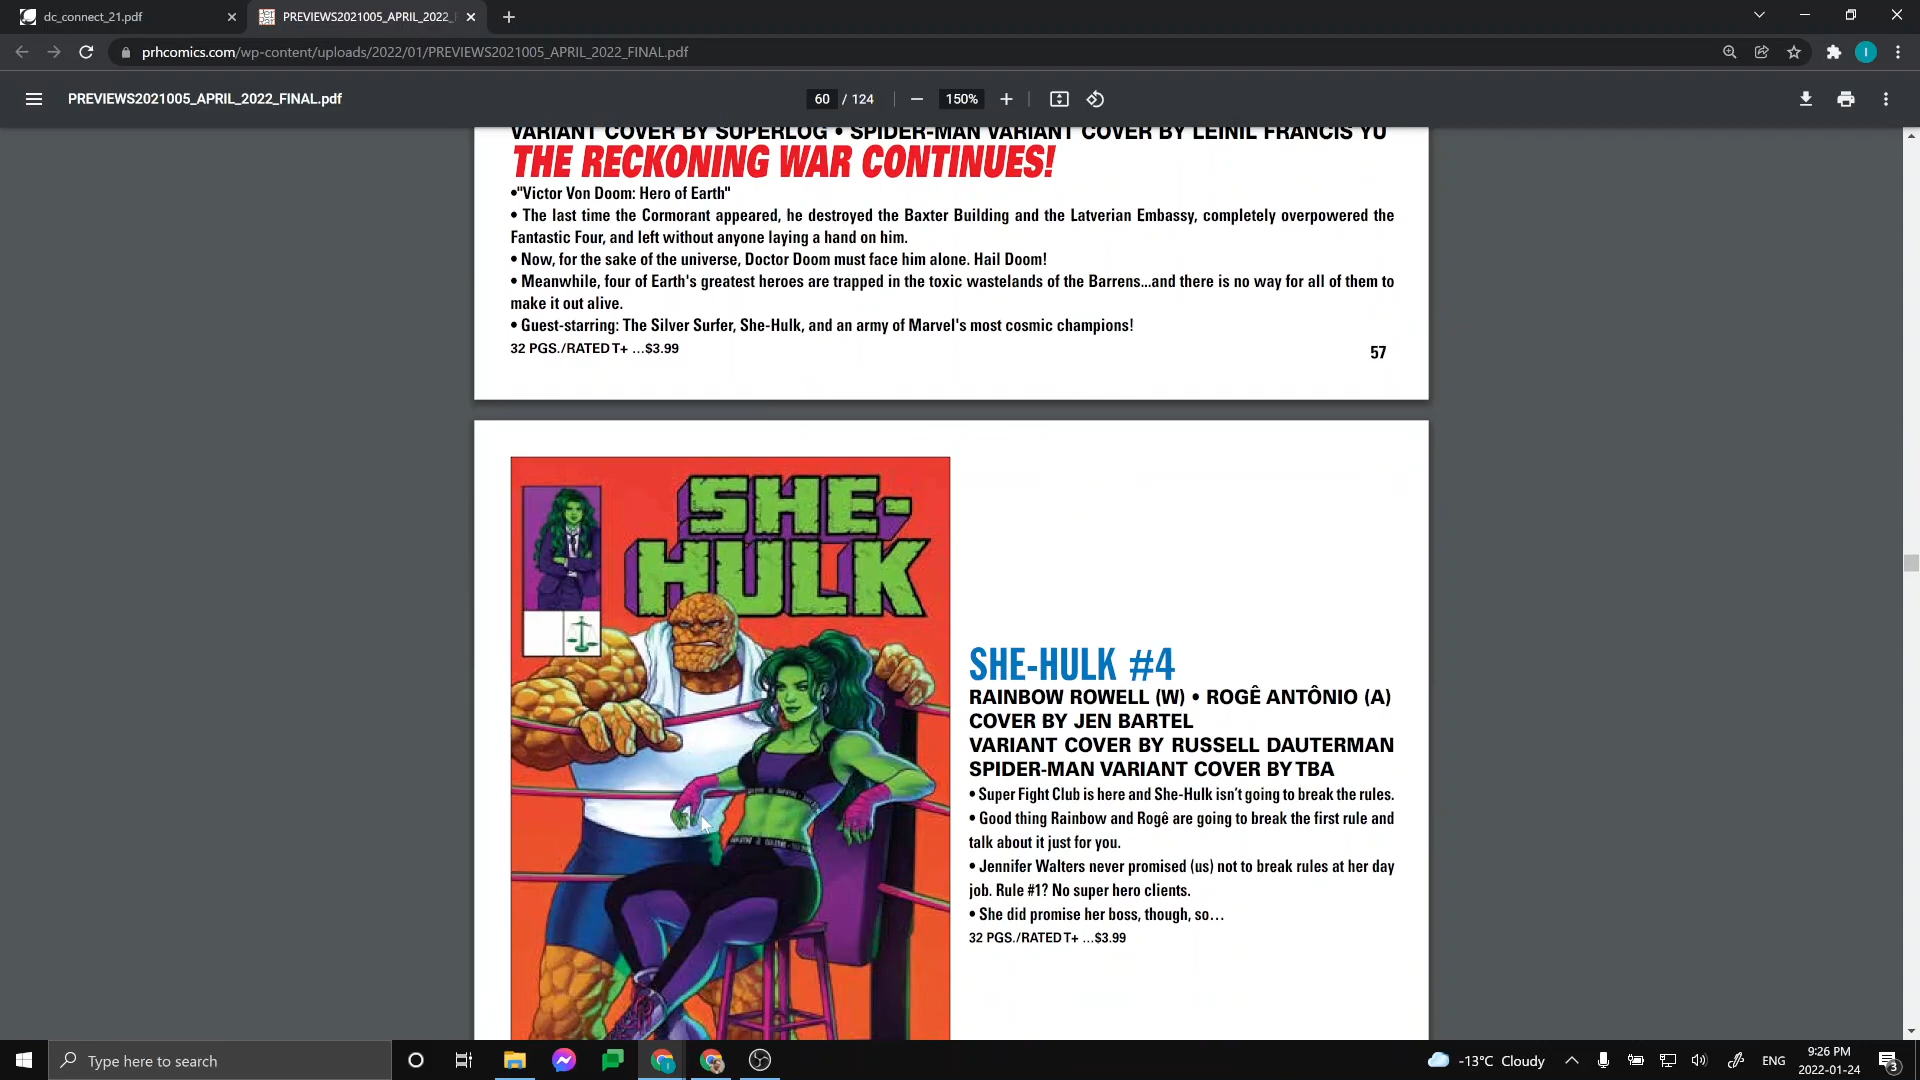 dc_connect_21.pdf
PREVIEWS2021005_APRIL_2022_
prhcomics.com/wp-content/uploads/2022/01/PREVIEWS2021005_APRIL_2022_FINAL.pdf
I
PREVIEWS2021005_APRIL_2022_FINAL.pdf
60 / 124
150%
VARIANT COVER BY SUPERLOG • SPIDER-MAN VARIANT COVER BY LEINIL FRANCIS YU
THE RECKONING WAR CONTINUES!
•"Victor Von Doom: Hero of Earth"
• The last time the Cormorant appeared, he destroyed the Baxter Building and the Latverian Embassy, completely overpowered the
Fantastic Four, and left without anyone laying a hand on him.
• Now, for the sake of the universe, Doctor Doom must face him alone. Hail Doom!
• Meanwhile, four of Earth's greatest heroes are trapped in the toxic wastelands of the Barrens...and there is no way for all of them to
make it out alive.
• Guest-starring: The Silver Surfer, She-Hulk, and an army of Marvel's most cosmic champions!
32 PGS./RATED T+ ...$3.99
57
SHE-
HULK
SHE-HULK #4
RAINBOW ROWELL (W) • ROGÊ ANTÔNIO (A)
COVER BY JEN BARTEL
VARIANT COVER BY RUSSELL DAUTERMAN
SPIDER-MAN VARIANT COVER BY TBA
• Super Fight Club is here and She-Hulk isn't going to break the rules.
• Good thing Rainbow and Rogê are going to break the first rule and
talk about it just for you.
• Jennifer Walters never promised (us) not to break rules at her day
job. Rule #1? No super hero clients.
• She did promise her boss, though, so…
32 PGS./RATED T+ ...$3.99
Type here to search
-13°C Cloudy
ENG
9:26 PM
2022-01-24
3